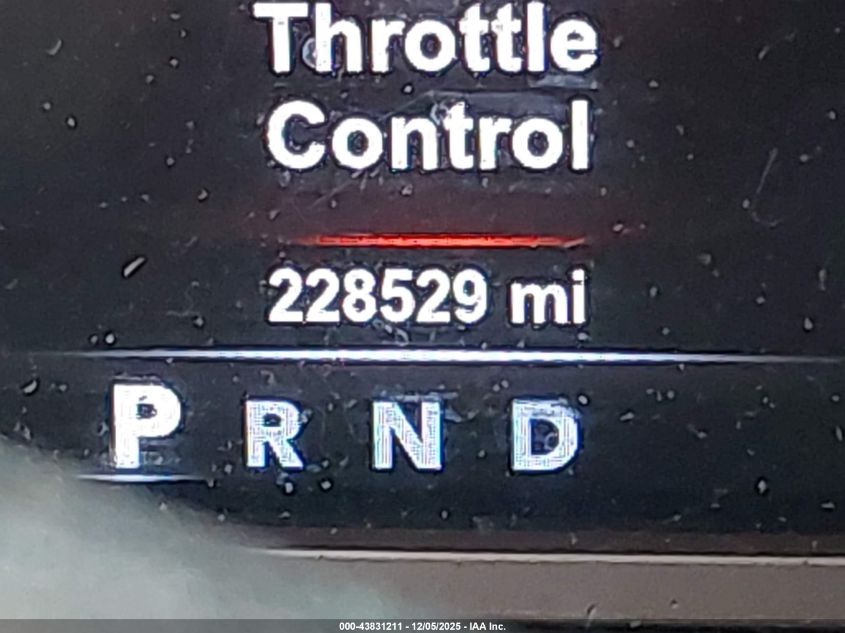 Throttle
Control
228529 mi
P R N D
000-43831211 - 12/05/2025 - IAA Inc.